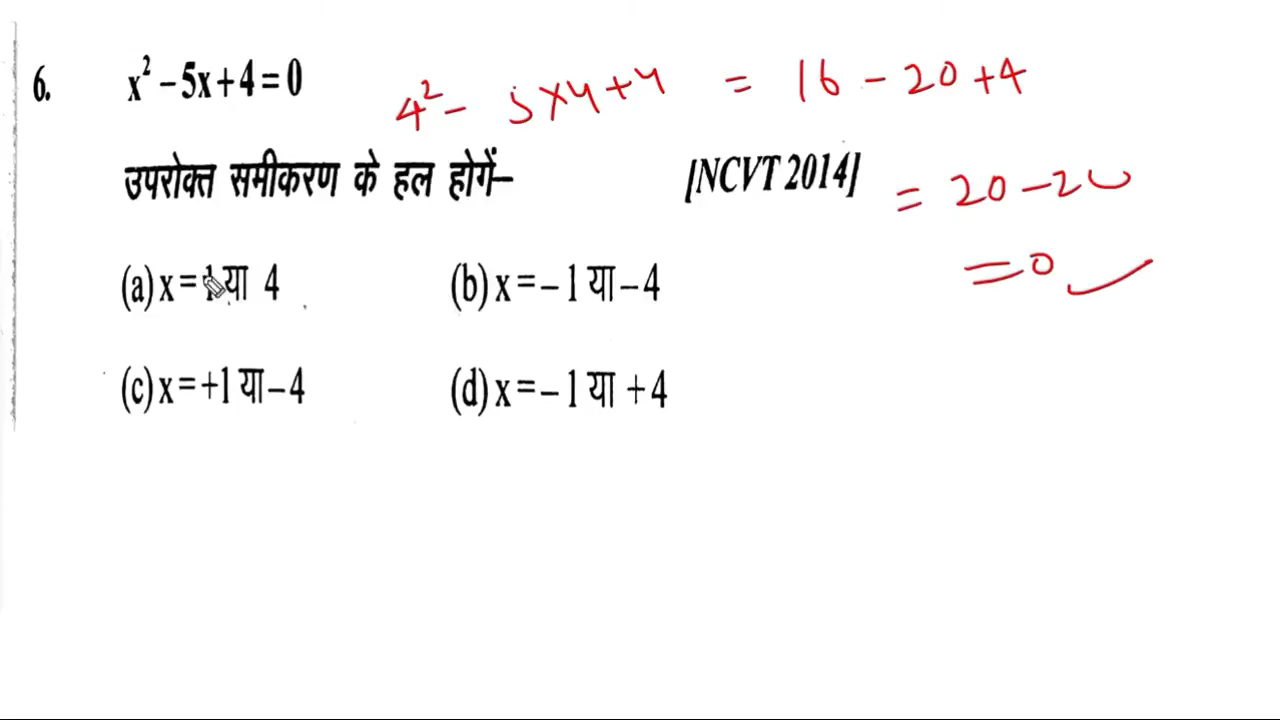 6. x² – 5x + 4 = 0
4² – 5×4+4 = 16 – 20 +4
उपरोक्त समीकरण के हल होगें– [NCVT 2014]
= 20 – 20
= 0 ✓
(a) x = 1 या 4 (b) x = – 1 या – 4
(c) x = +1 या – 4 (d) x = – 1 या + 4